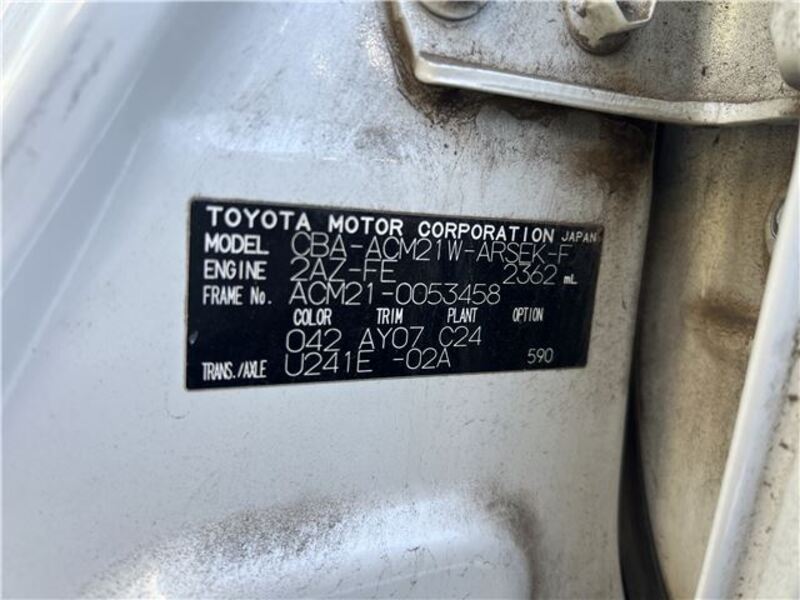 TOYOTA MOTOR CORPORATION JAPAN
MODEL CBA-ACM21W-ARSEK-F
ENGINE 2AZ-FE 2362 mL
FRAME No. ACM21-0053458
COLOR TRIM PLANT OPTION
042 AY07 C24
TRANS./AXLE U241E -02A 590